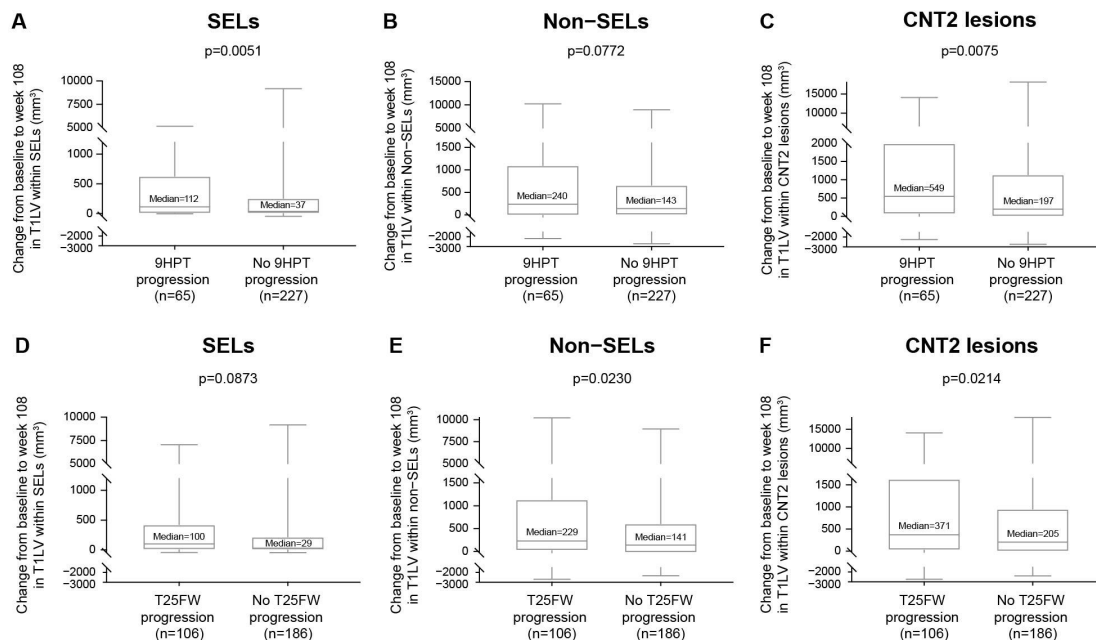 A
SELs
p=0.0051
Change from baseline to week 108
in T1LV within SELs (mm³)
10000
7500
5000
1000
500
0
−2000
−3000
Median=112
Median=37
9HPT
progression
(n=65)
No 9HPT
progression
(n=227)
B
Non−SELs
p=0.0772
Change from baseline to week 108
in T1LV within Non−SELs (mm³)
15000
10000
5000
1500
1000
500
0
−2000
−3000
Median=240
Median=143
9HPT
progression
(n=65)
No 9HPT
progression
(n=227)
C
CNT2 lesions
p=0.0075
Change from baseline to week 108
in T1LV within CNT2 lesions (mm³)
15000
10000
2000
1500
1000
500
0
−2000
−3000
Median=549
Median=197
9HPT
progression
(n=65)
No 9HPT
progression
(n=227)
D
SELs
p=0.0873
Change from baseline to week 108
in T1LV within SELs (mm³)
10000
7500
5000
1000
500
0
−2000
−3000
Median=100
Median=29
T25FW
progression
(n=106)
No T25FW
progression
(n=186)
E
Non−SELs
p=0.0230
Change from baseline to week 108
in T1LV within non−SELs (mm³)
10000
7500
5000
1500
1000
500
0
−2000
−3000
Median=229
Median=141
T25FW
progression
(n=106)
No T25FW
progression
(n=186)
F
CNT2 lesions
p=0.0214
Change from baseline to week 108
in T1LV within CNT2 lesions (mm³)
15000
10000
1500
1000
500
0
−2000
−3000
Median=371
Median=205
T25FW
progression
(n=106)
No T25FW
progression
(n=186)